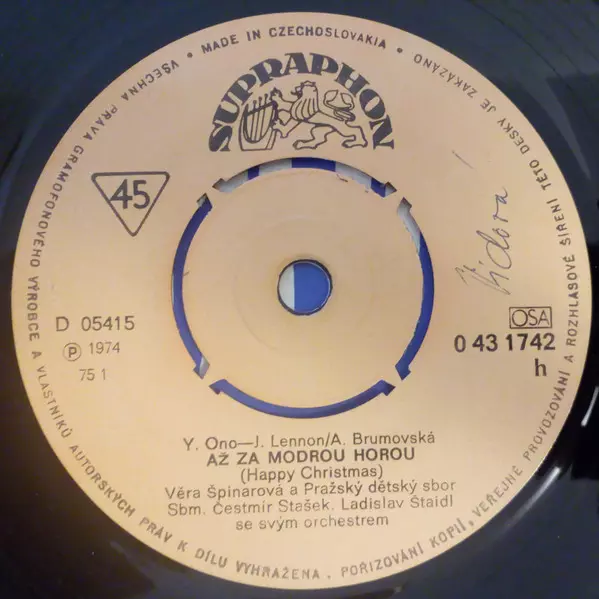 VŠECHNA PRÁVA GRAMOFONOVÉHO VÝROBCE A VLASTNÍKŮ AUTORSKÝCH PRÁV K DÍLU VYHRAŽENA. POŘIZOVÁNÍ KOPIÍ, VEŘEJNÉ PROVOZOVÁNÍ A ROZHLASOVÉ ŠÍŘENÍ TÉTO DESKY JE ZAKÁZÁNO • MADE IN CZECHOSLOVAKIA •
SUPRAPHON
45
D 05415
℗ 1974
75 1
OSA
0 43 1742
h
Y. Ono—J. Lennon/A. Brumovská
AŽ ZA MODROU HOROU
(Happy Christmas)
Věra Špinarová a Pražský dětský sbor
Sbm. Čestmír Stašek. Ladislav Štaidl
se svým orchestrem